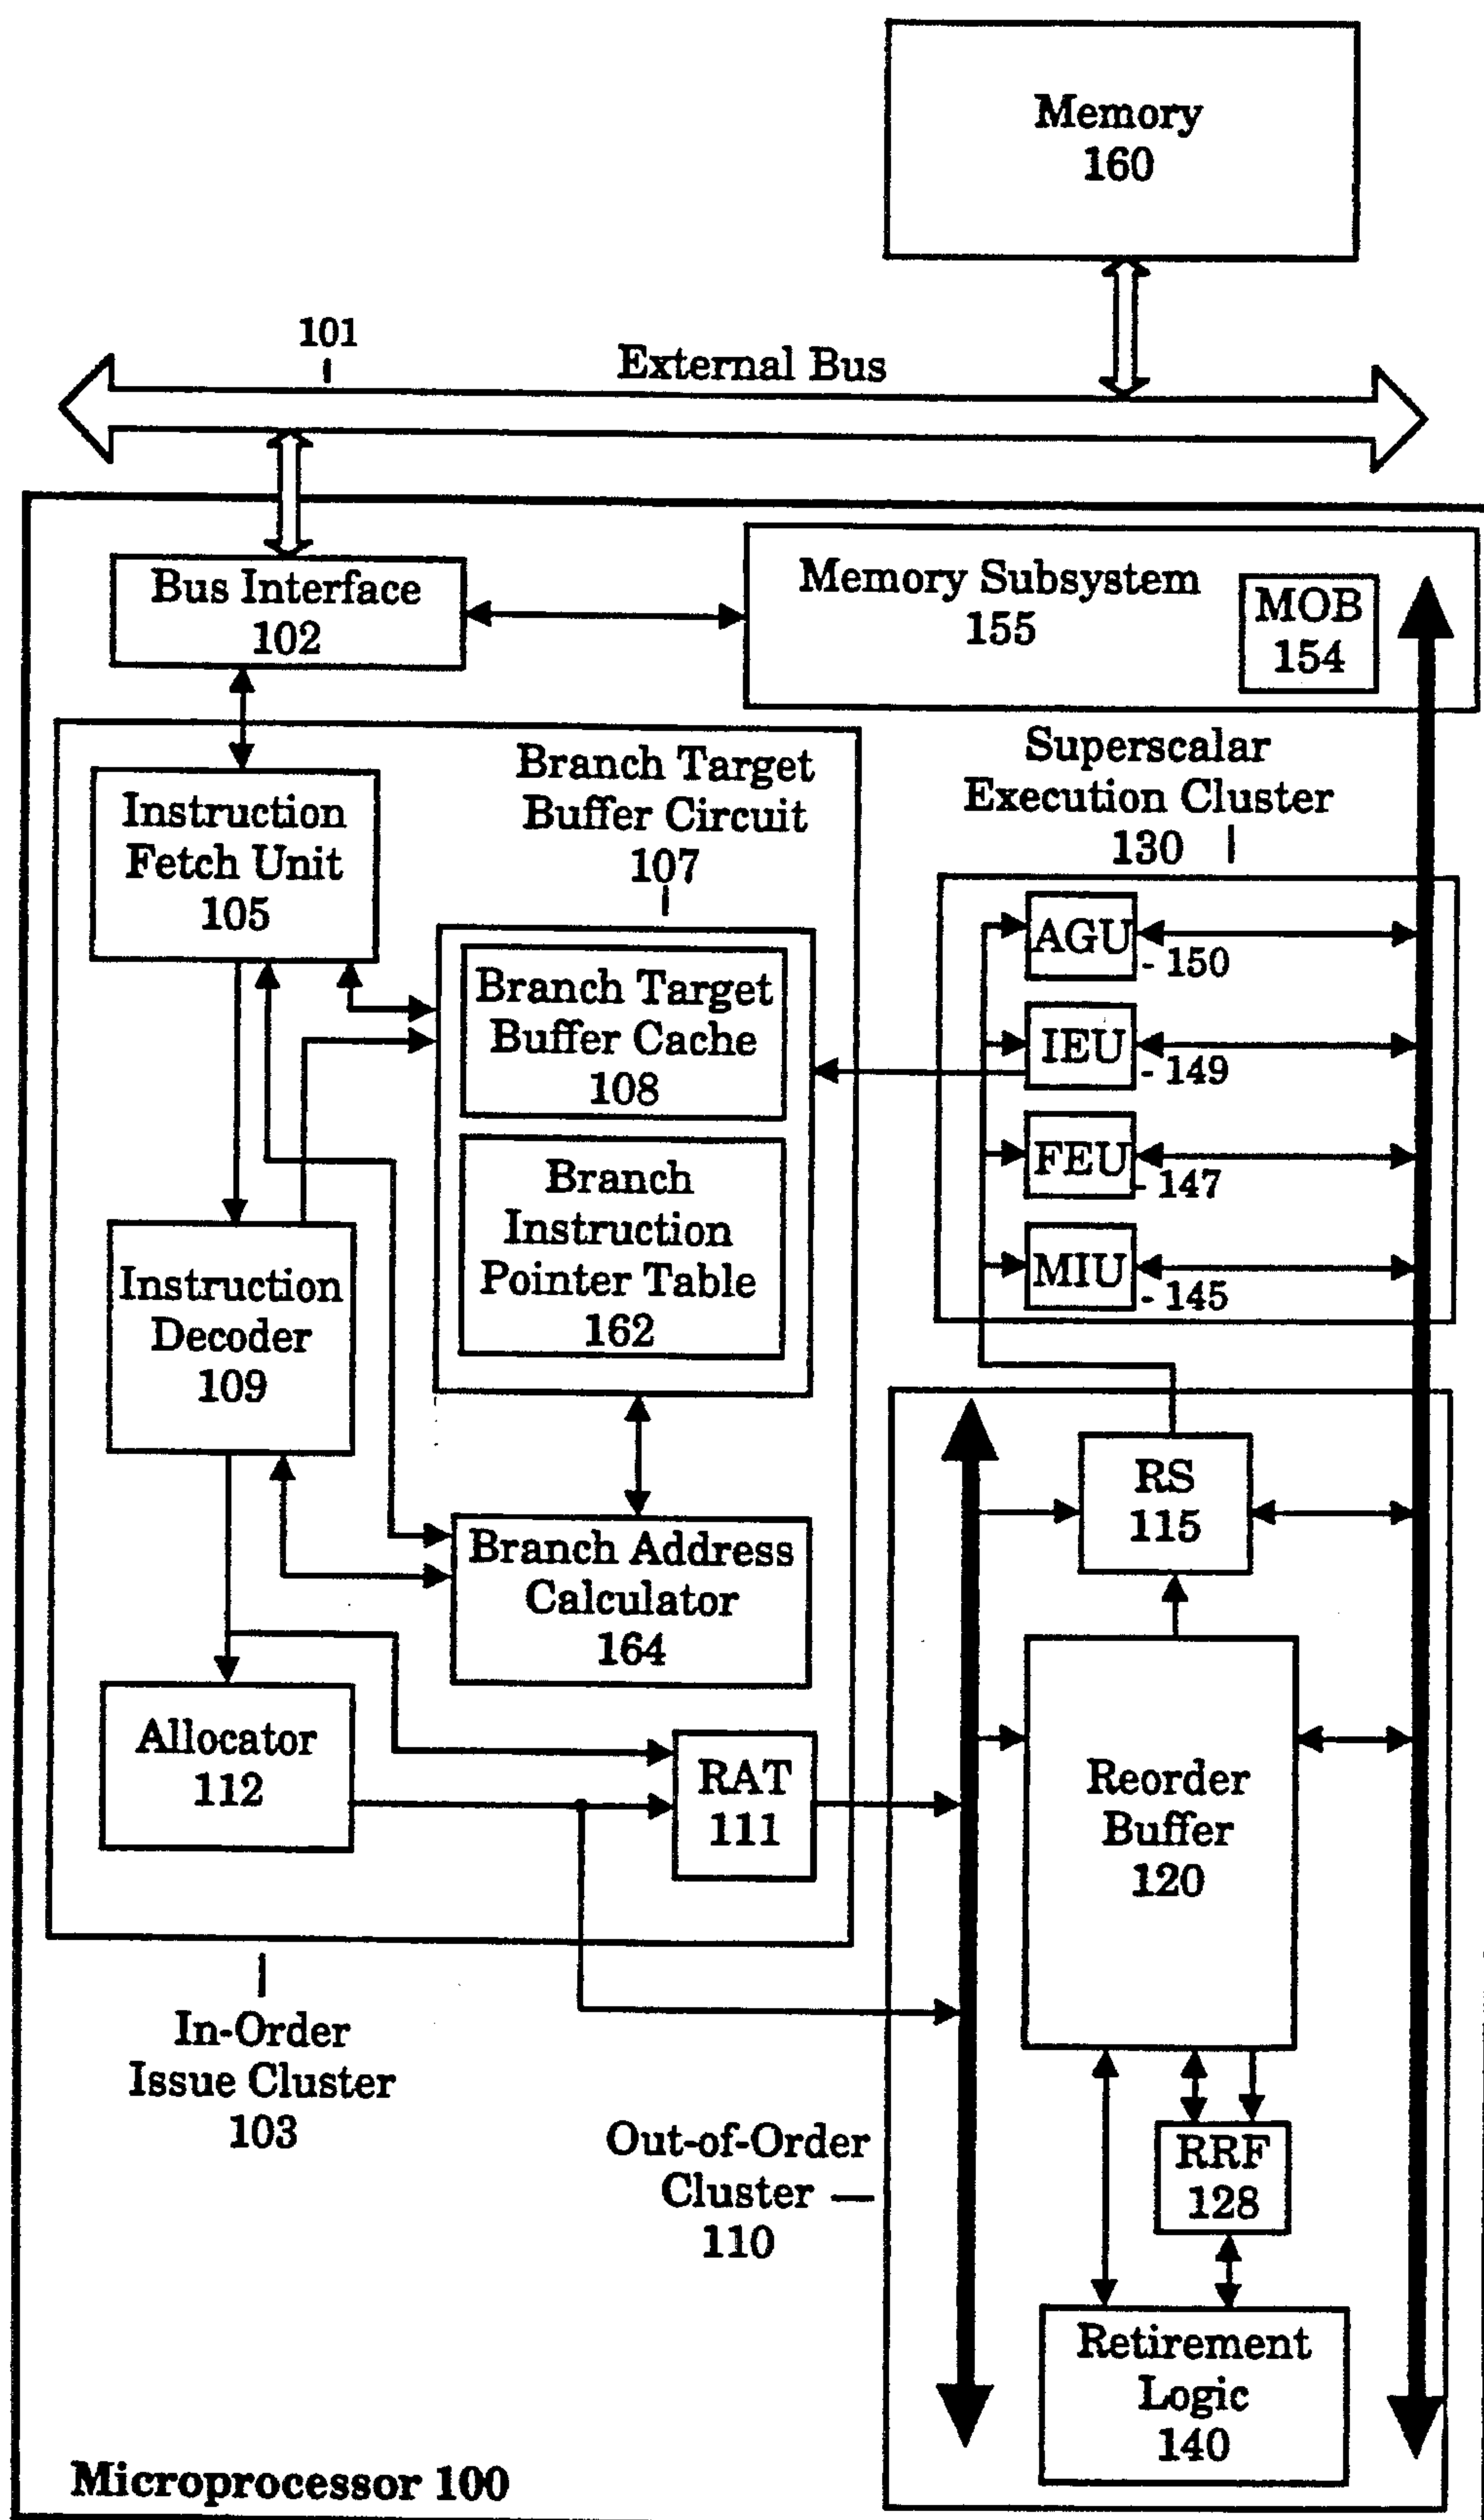 Memory
160
101
External Bus
Bus Interface
102
Memory Subsystem
155
MOB
154
Branch Target
Buffer Circuit
107
Superscalar
Execution Cluster
130
Instruction
Fetch Unit
105
Branch Target
Buffer Cache
108
AGU
- 150
IEU
- 149
FEU
- 147
MIU
- 145
Branch
Instruction
Pointer Table
162
Instruction
Decoder
109
RS
115
Branch Address
Calculator
164
Allocator
112
RAT
111
Reorder
Buffer
120
In-Order
Issue Cluster
103
Out-of-Order
Cluster
110
RRF
128
Retirement
Logic
140
Microprocessor 100